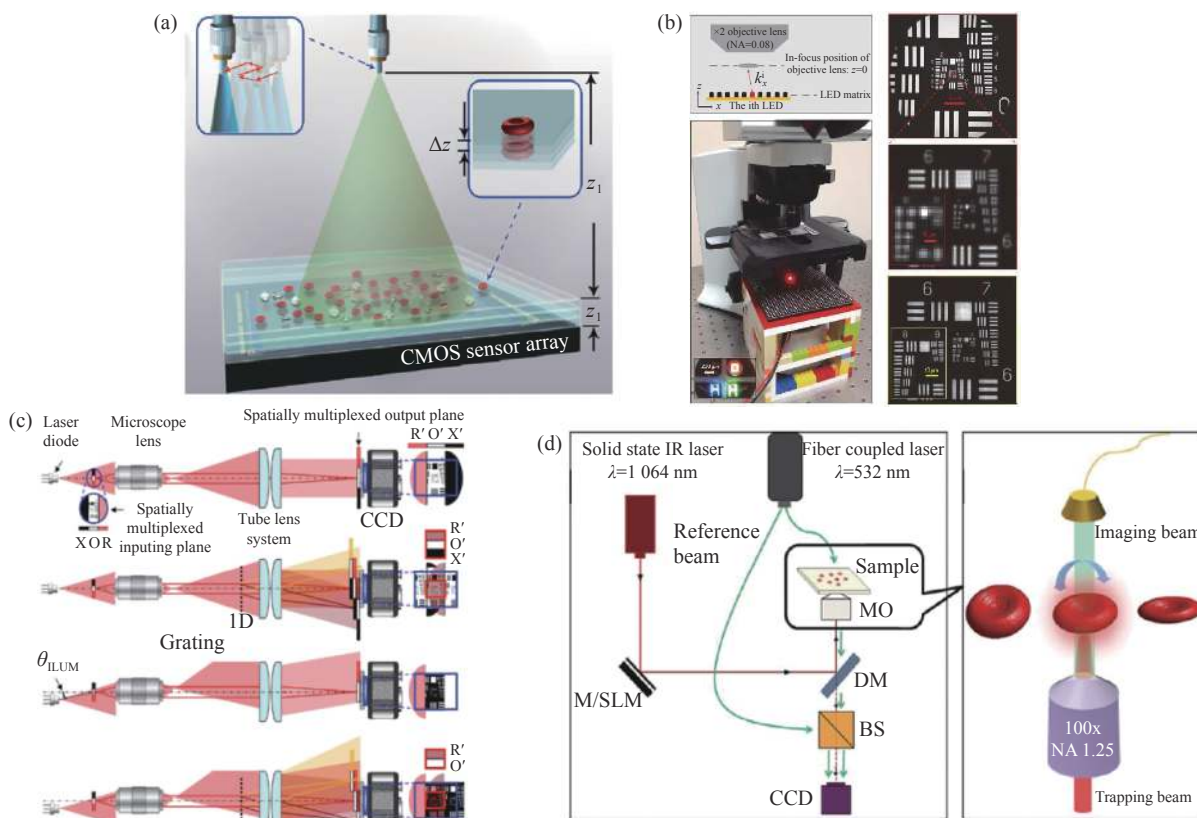 (a)
Δz
z1
z1
CMOS sensor array
(b)
×2 objective lens
(NA=0.08)
In-focus position of
objective lens: z=0
k_x^i
z
x
LED matrix
The ith LED
6
7
6
6
7
8
9
6
(c)
Laser
diode
Microscope
lens
Spatially multiplexed output plane
R′ O′ X′
Spatially
multiplexed
inputing plane
X O R
Tube lens
system
CCD
R′
O′
X′
1D
Grating
θILUM
R′
O′
(d)
Solid state IR laser
λ=1 064 nm
Fiber coupled laser
λ=532 nm
Reference
beam
Sample
MO
DM
M/SLM
BS
CCD
Imaging beam
100x
NA 1.25
Trapping beam